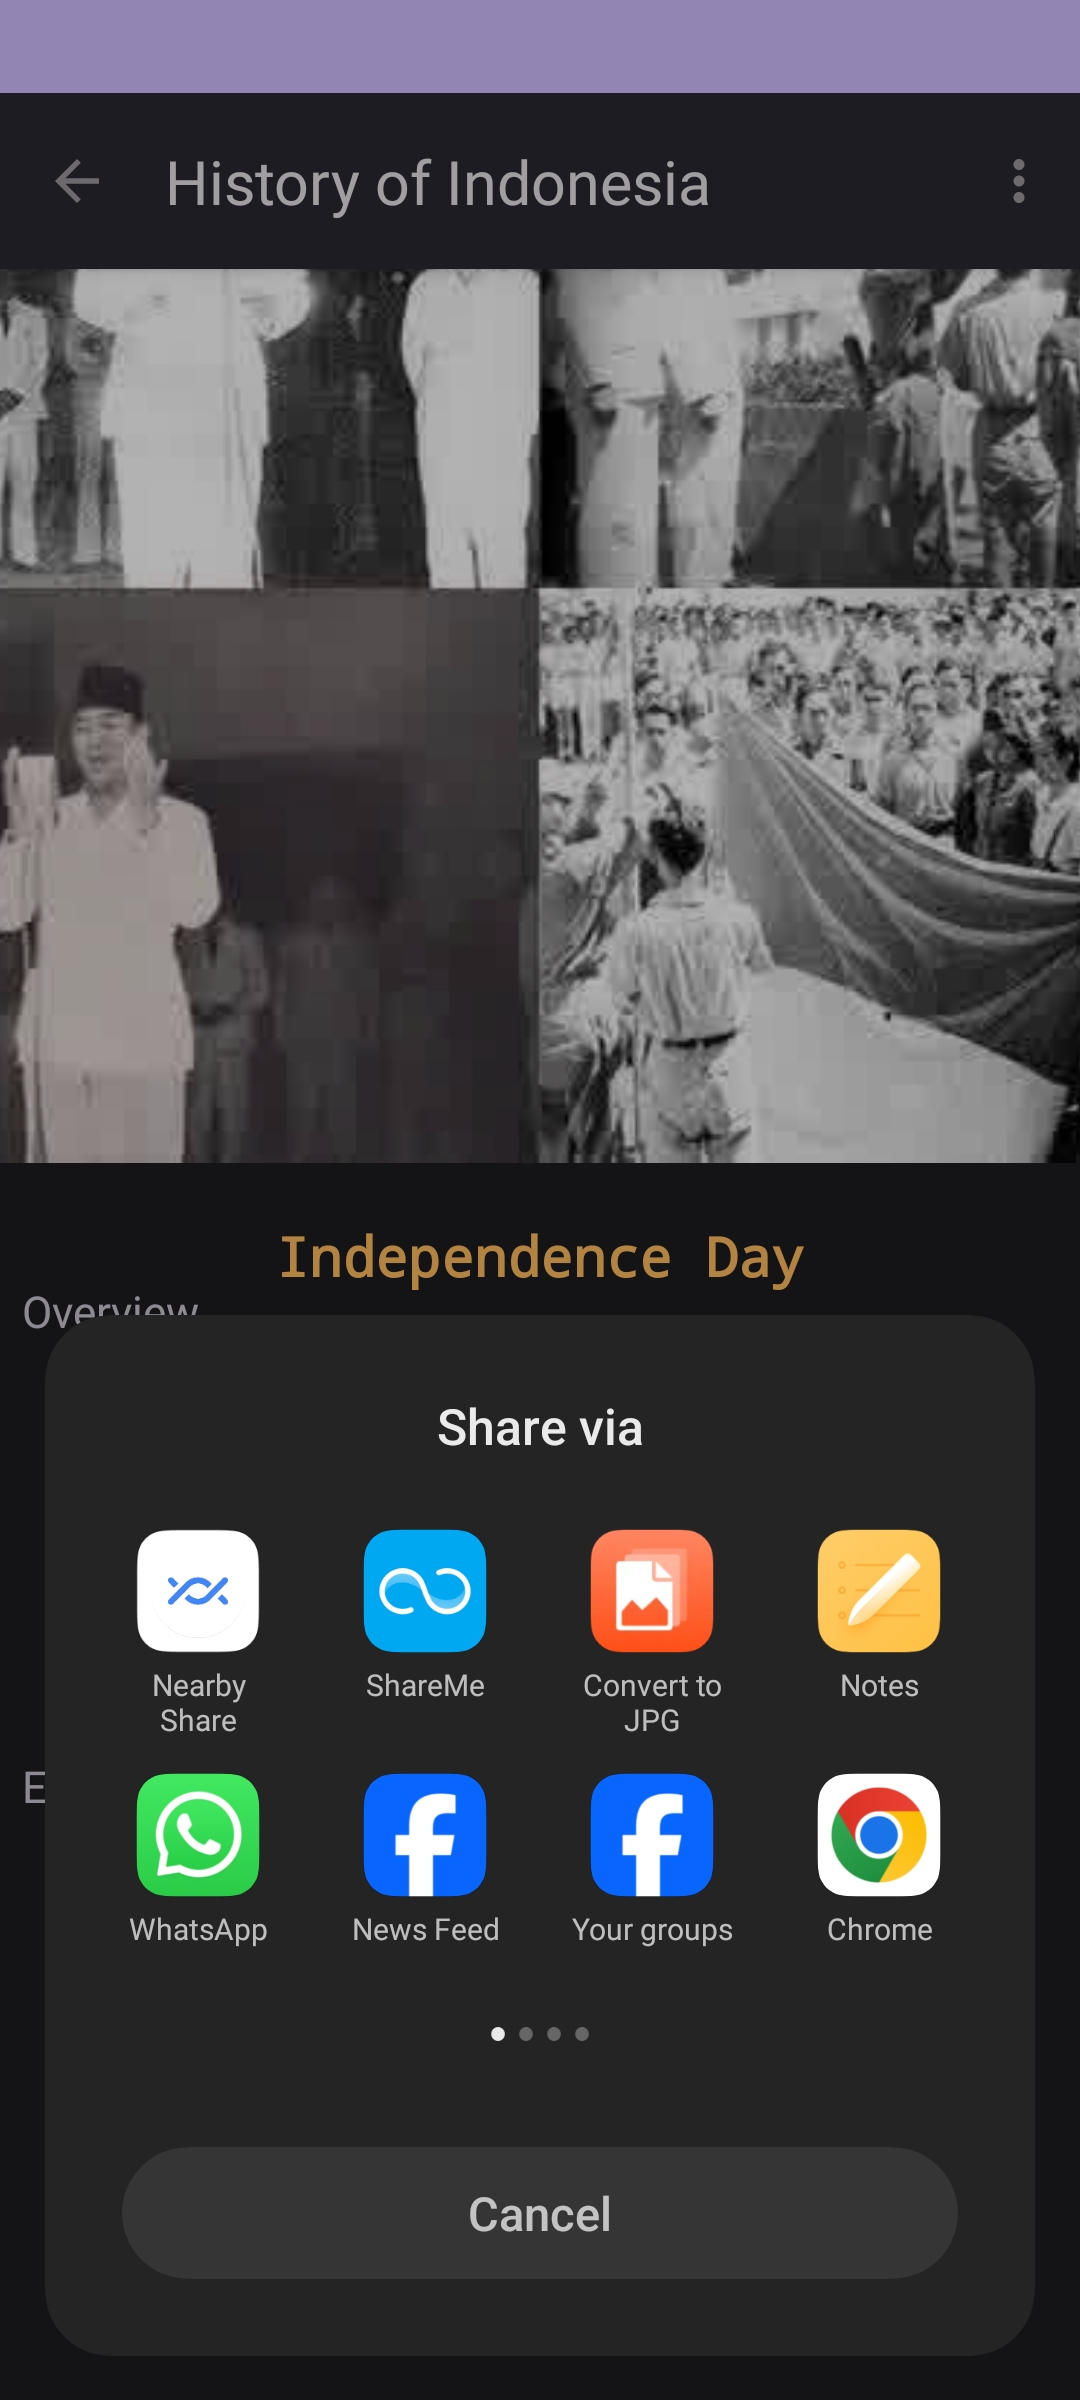 History of Indonesia
Independence Day
Overview
E
Share via
Nearby
Share
ShareMe
Convert to
JPG
Notes
WhatsApp
News Feed
Your groups
Chrome
Cancel